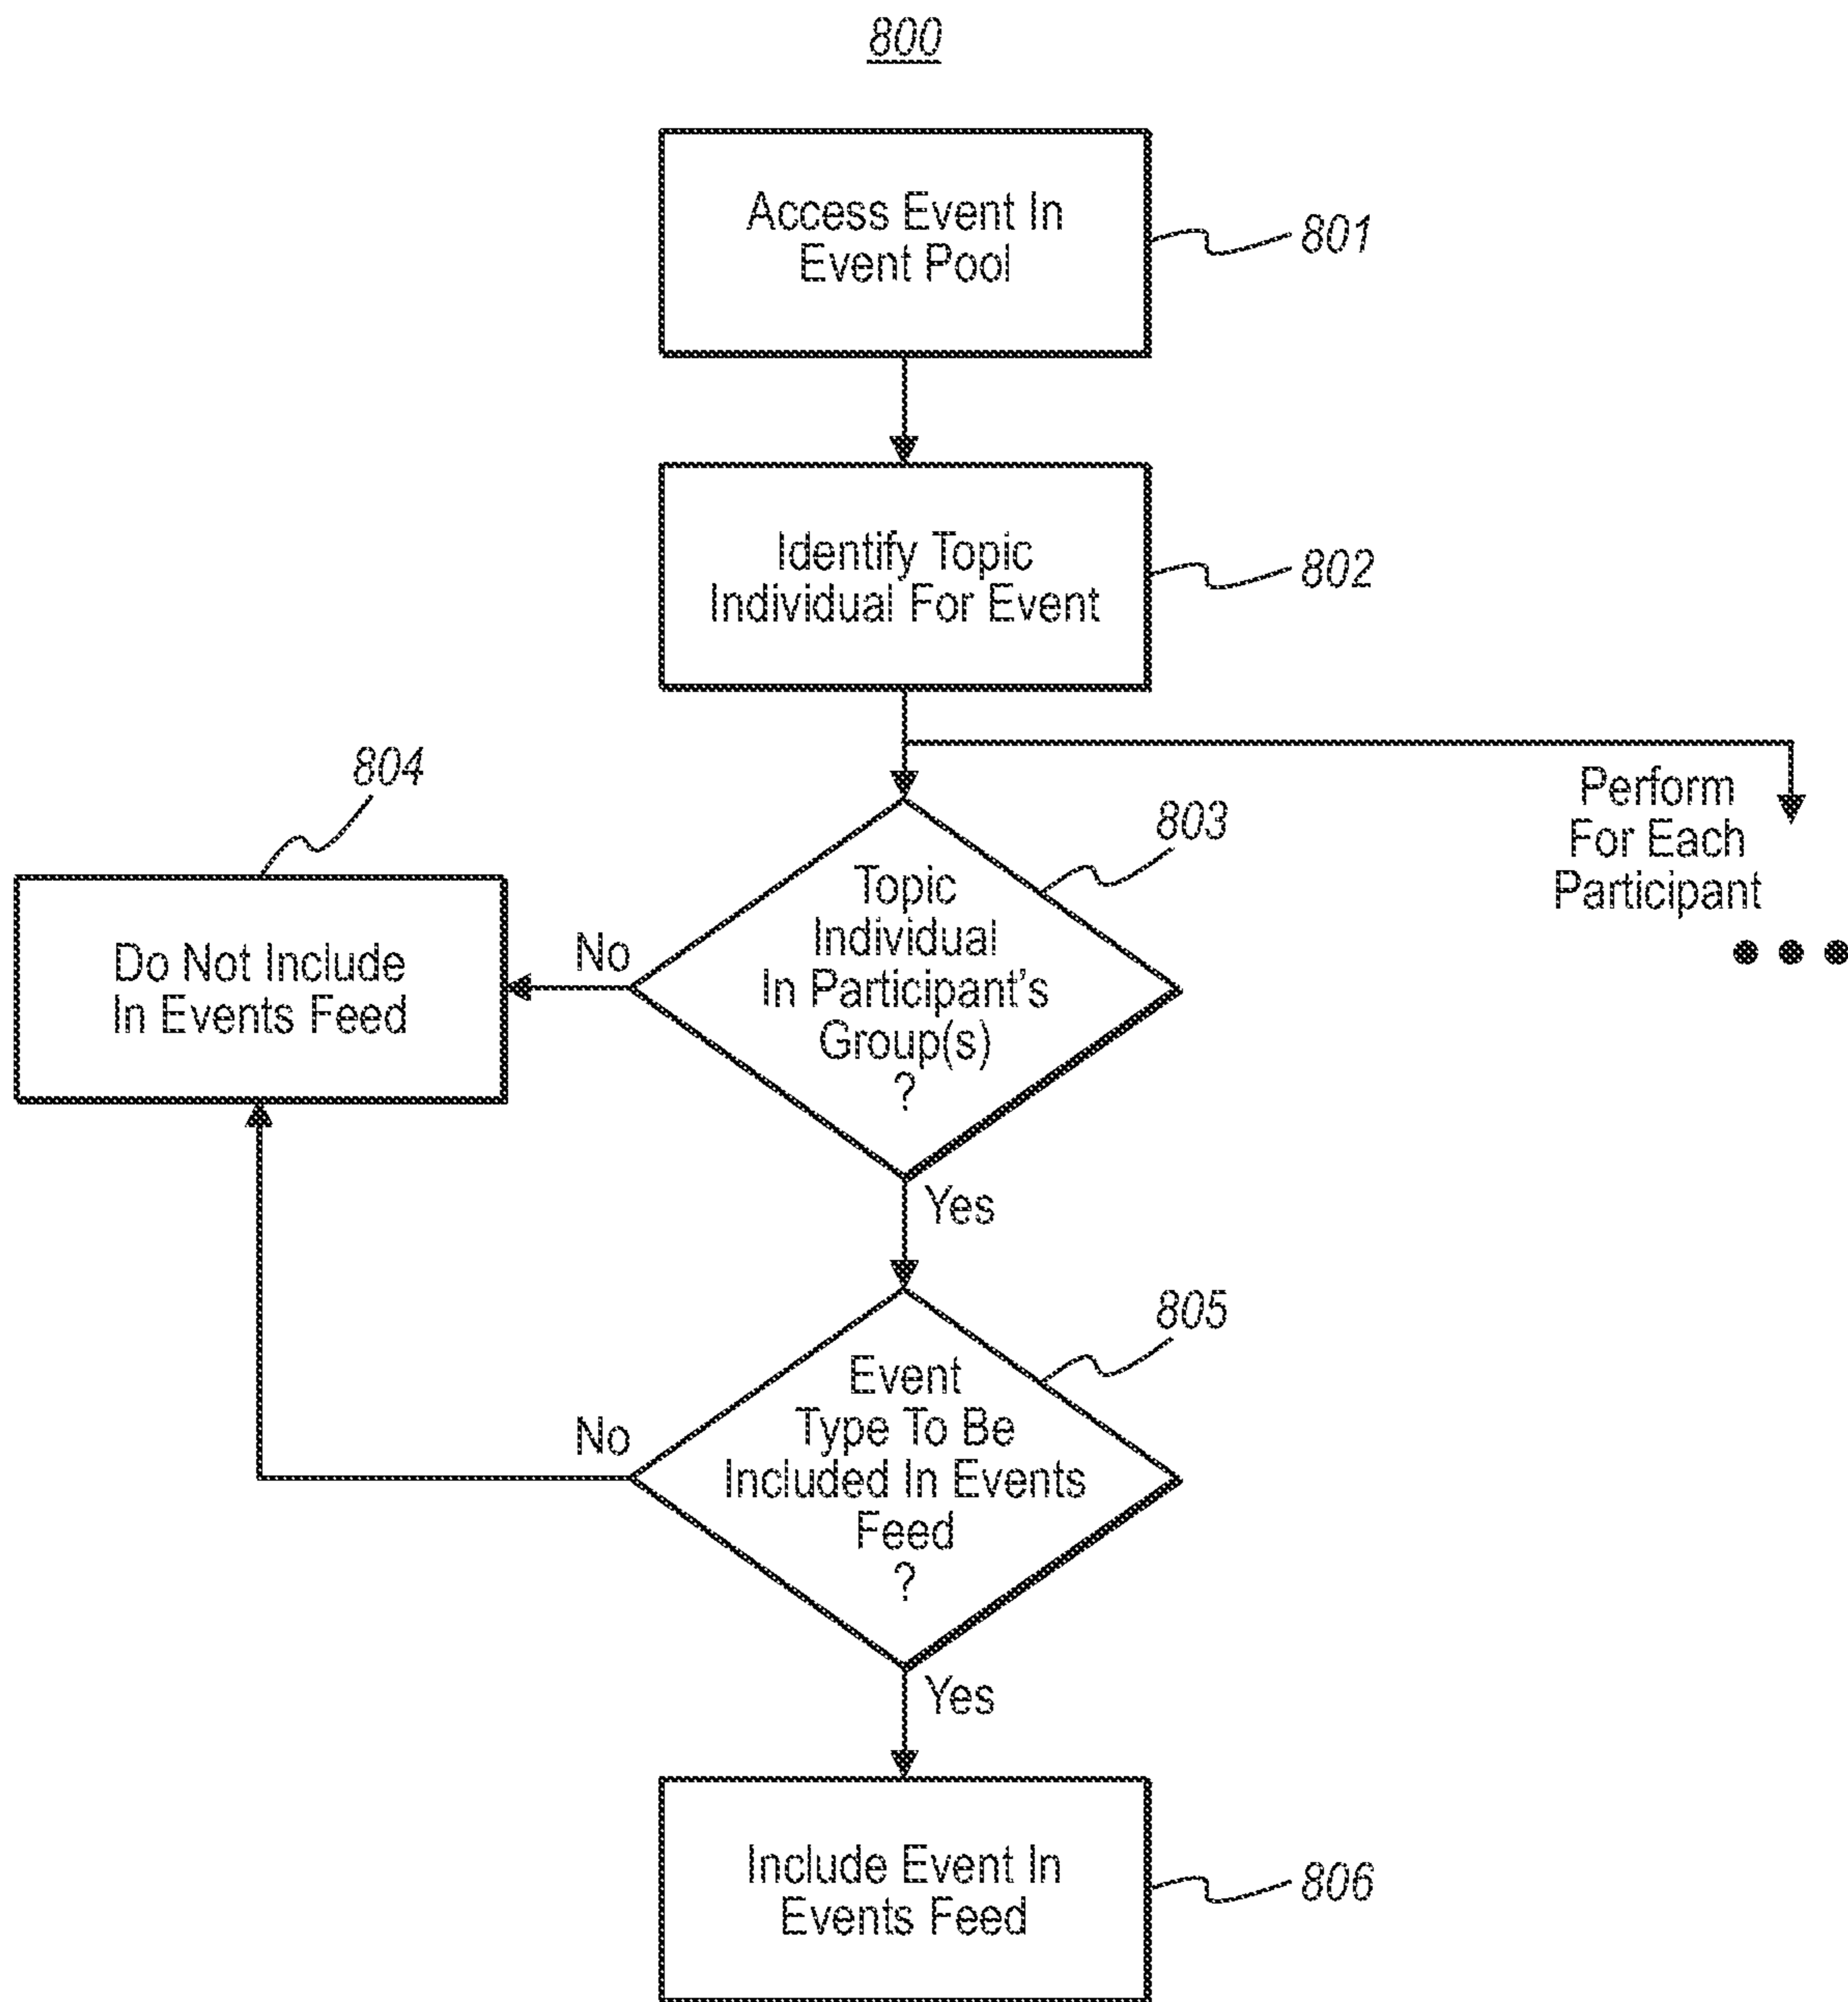 800
Access Event In
Event Pool
801
Identify Topic
Individual For Event
802
804
803
Perform
For Each
Participant
Topic
Individual
In Participant's
Group(s)
?
Do Not Include
In Events Feed
No
Yes
805
Event
Type To Be
Included In Events
Feed
?
No
Yes
Include Event In
Events Feed
806